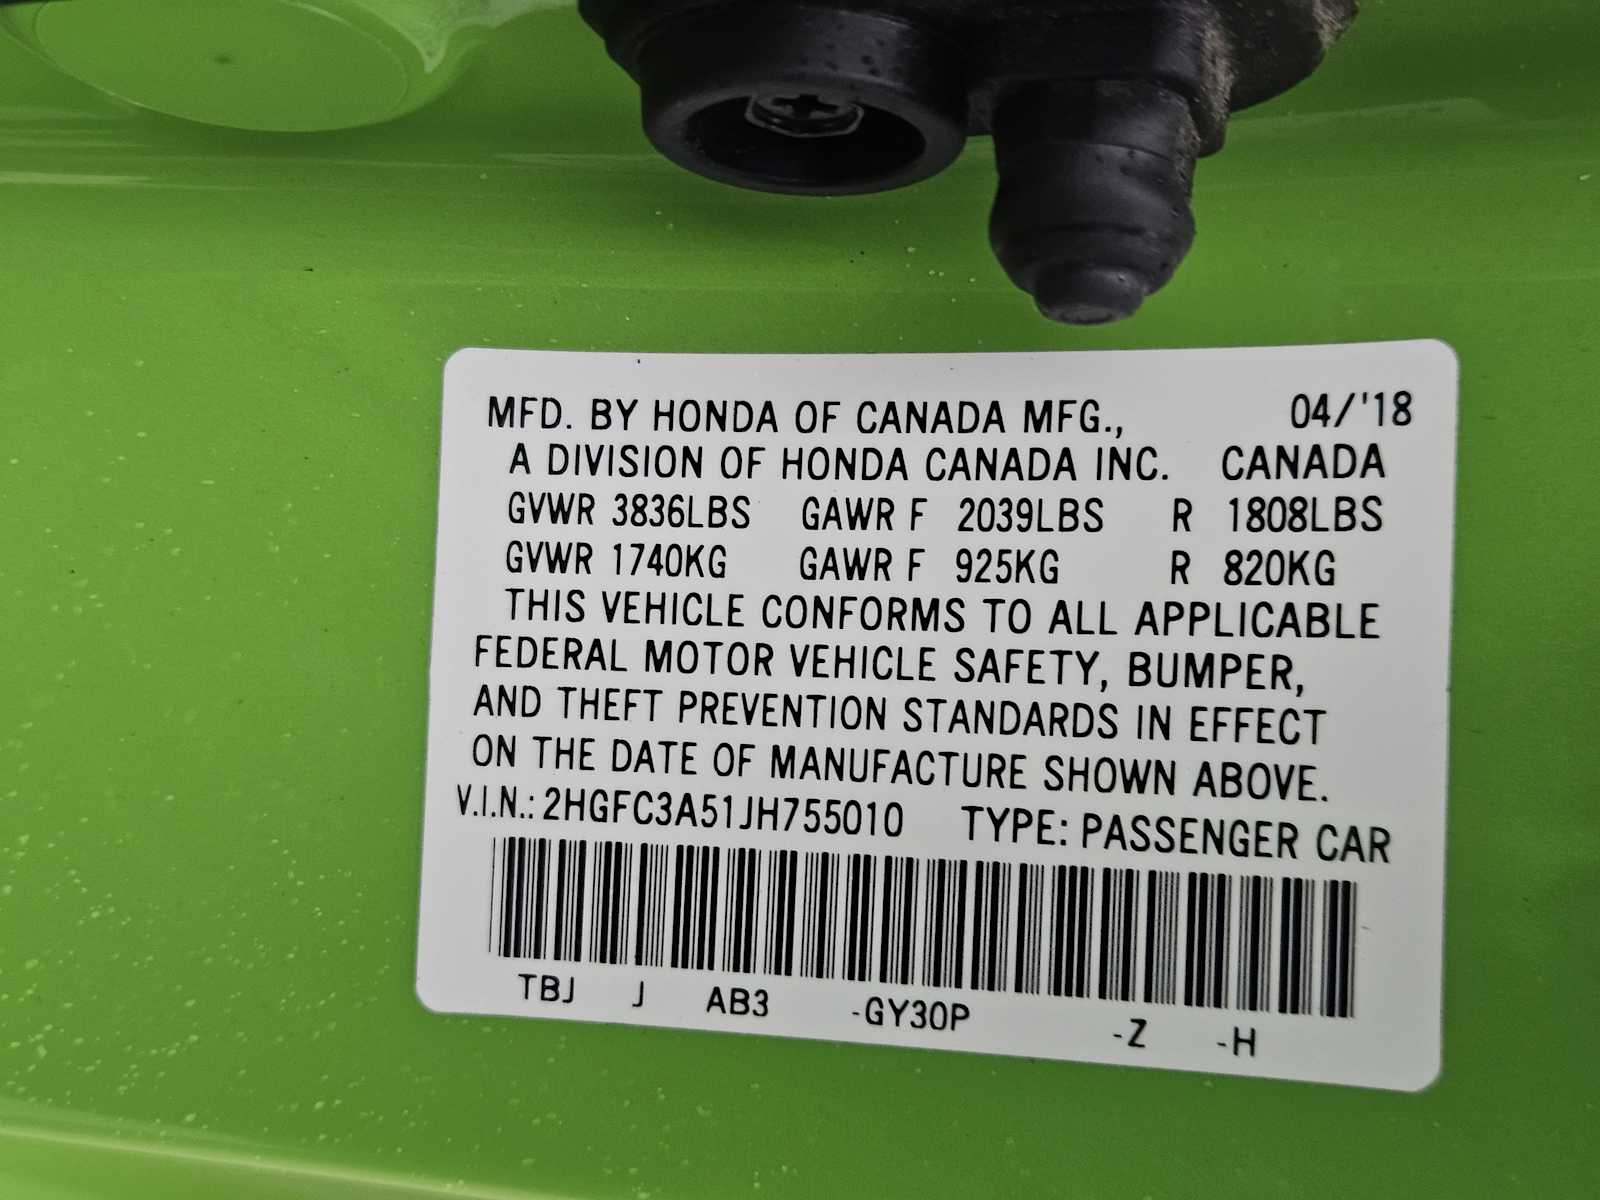 MFD. BY HONDA OF CANADA MFG., 04/'18
A DIVISION OF HONDA CANADA INC. CANADA
GVWR 3836LBS GAWR F 2039LBS R 1808LBS
GVWR 1740KG GAWR F 925KG R 820KG
THIS VEHICLE CONFORMS TO ALL APPLICABLE
FEDERAL MOTOR VEHICLE SAFETY, BUMPER,
AND THEFT PREVENTION STANDARDS IN EFFECT
ON THE DATE OF MANUFACTURE SHOWN ABOVE.
V.I.N.: 2HGFC3A51JH755010 TYPE: PASSENGER CAR
TBJ J AB3 -GY30P -Z -H